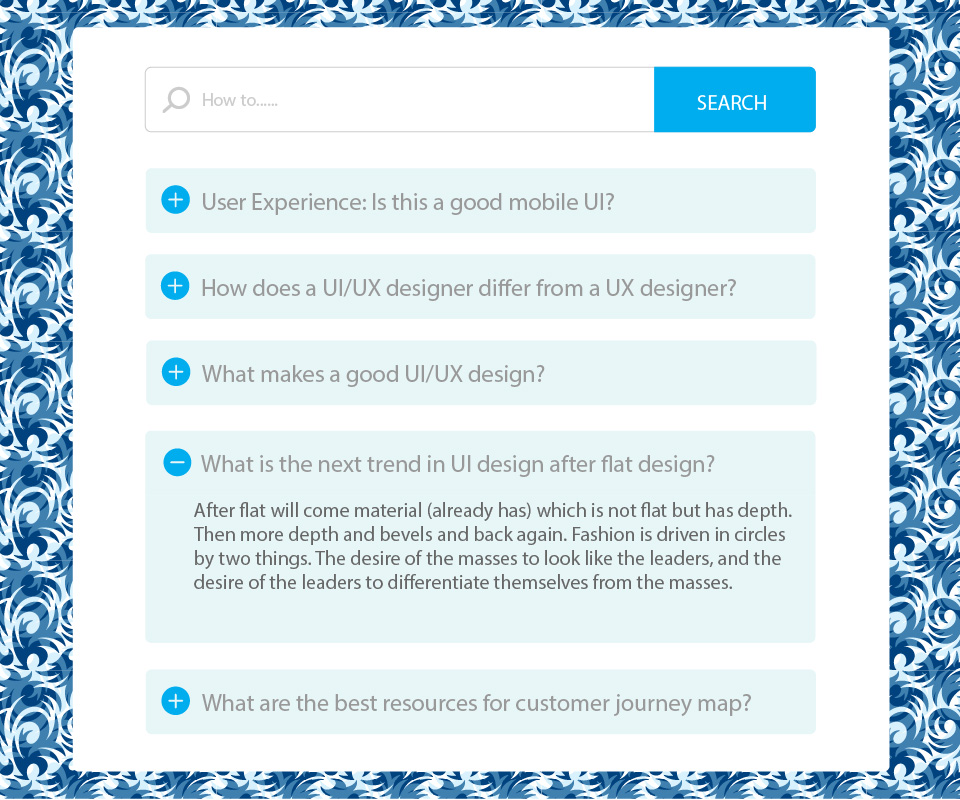 How to......
SEARCH
User Experience: Is this a good mobile UI?
How does a UI/UX designer differ from a UX designer?
What makes a good UI/UX design?
What is the next trend in UI design after flat design?
After flat will come material (already has) which is not flat but has depth.
Then more depth and bevels and back again. Fashion is driven in circles
by two things. The desire of the masses to look like the leaders, and the
desire of the leaders to differentiate themselves from the masses.
What are the best resources for customer journey map?